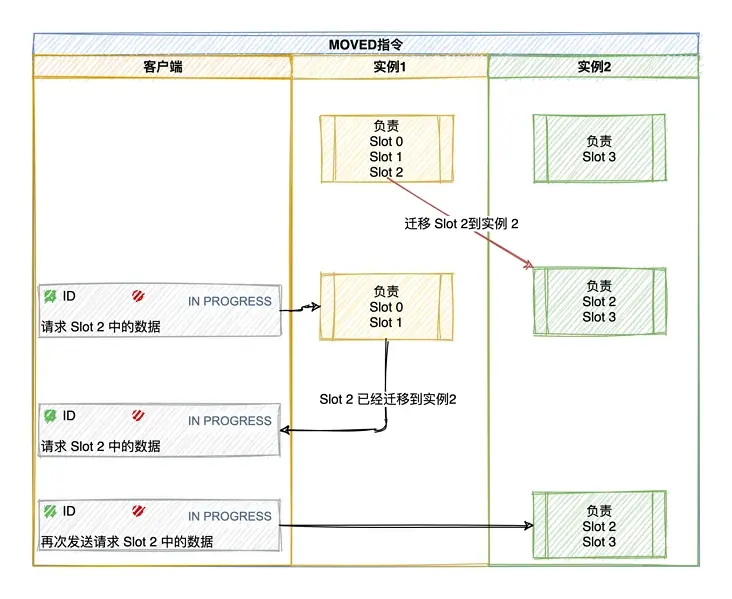 MOVED指令
客户端
实例1
实例2
负责
Slot 0
Slot 1
Slot 2
负责
Slot 3
迁移 Slot 2到实例 2
ID
IN PROGRESS
请求 Slot 2 中的数据
负责
Slot 0
Slot 1
负责
Slot 2
Slot 3
Slot 2 已经迁移到实例2
ID
IN PROGRESS
请求 Slot 2 中的数据
ID
IN PROGRESS
再次发送请求 Slot 2 中的数据
负责
Slot 2
Slot 3